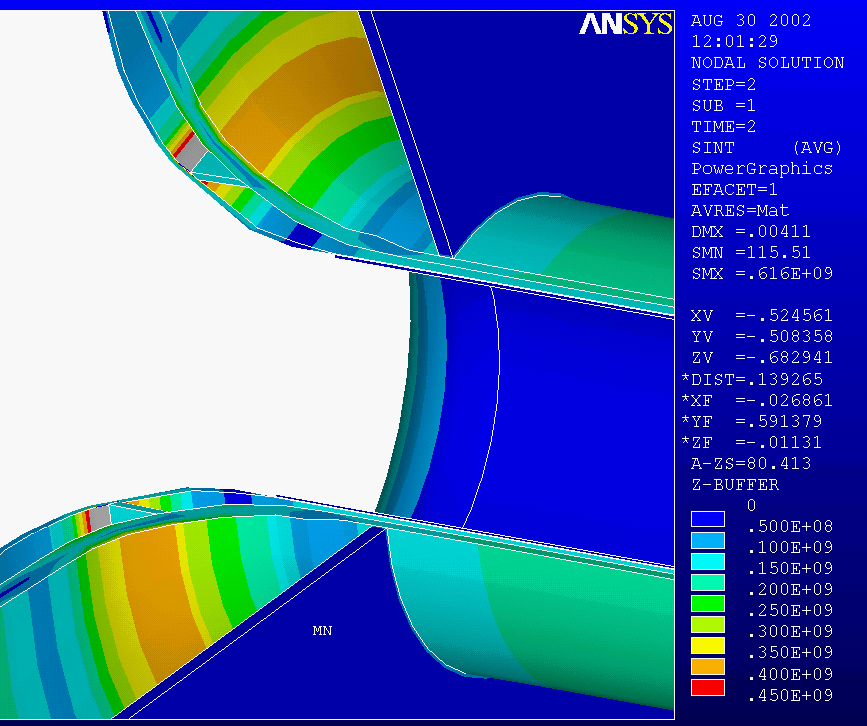 ANSYS
AUG 30 2002
12:01:29
NODAL SOLUTION
STEP=2
SUB =1
TIME=2
SINT (AVG)
PowerGraphics
EFACET=1
AVRES=Mat
DMX =.00411
SMN =115.51
SMX =.616E+09
XV =-.524561
YV =-.508358
ZV =-.682941
*DIST=.139265
*XF =-.026861
*YF =.591379
*ZF =-.01131
A-ZS=80.413
Z-BUFFER
0
.500E+08
.100E+09
.150E+09
.200E+09
.250E+09
.300E+09
.350E+09
.400E+09
.450E+09
MN